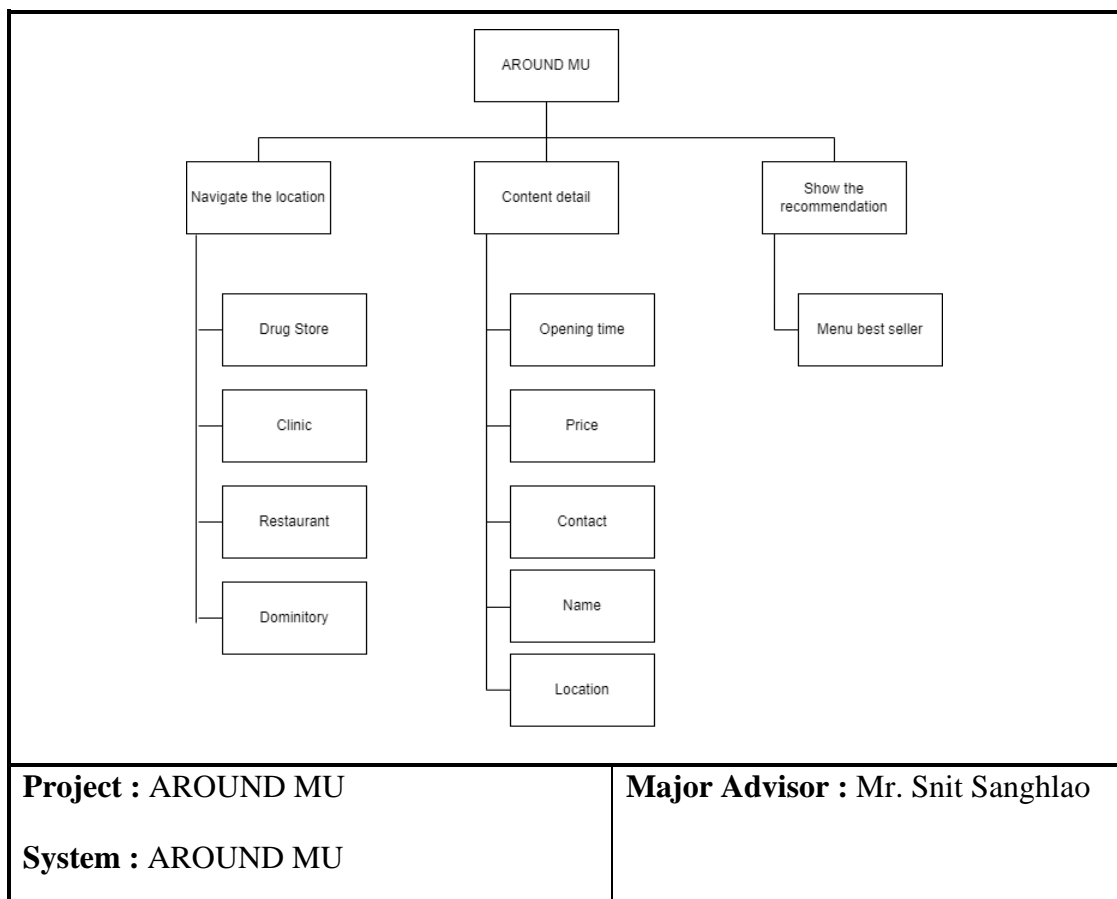 AROUND MU
Navigate the location
Content detail
Show the
recommendation
Drug Store
Opening time
Menu best seller
Clinic
Price
Restaurant
Contact
Dominitory
Name
Location
Project : AROUND MU
System : AROUND MU
Major Advisor : Mr. Snit Sanghlao